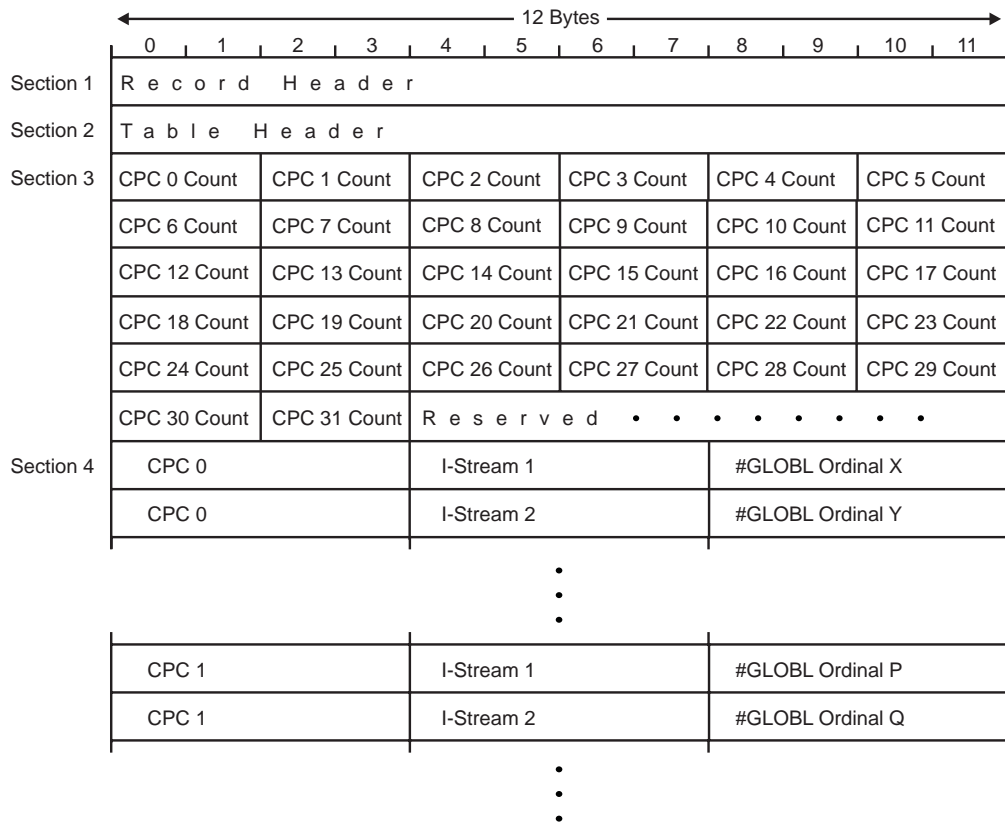 12 Bytes
0 1 2 3 4 5 6 7 8 9 10 11
Section 1 Record Header
Section 2 Table Header
Section 3 CPC 0 Count CPC 1 Count CPC 2 Count CPC 3 Count CPC 4 Count CPC 5 Count
CPC 6 Count CPC 7 Count CPC 8 Count CPC 9 Count CPC 10 Count CPC 11 Count
CPC 12 Count CPC 13 Count CPC 14 Count CPC 15 Count CPC 16 Count CPC 17 Count
CPC 18 Count CPC 19 Count CPC 20 Count CPC 21 Count CPC 22 Count CPC 23 Count
CPC 24 Count CPC 25 Count CPC 26 Count CPC 27 Count CPC 28 Count CPC 29 Count
CPC 30 Count CPC 31 Count Reserved • • • • • • • •
Section 4 CPC 0 I-Stream 1 #GLOBL Ordinal X
CPC 0 I-Stream 2 #GLOBL Ordinal Y
CPC 1 I-Stream 1 #GLOBL Ordinal P
CPC 1 I-Stream 2 #GLOBL Ordinal Q